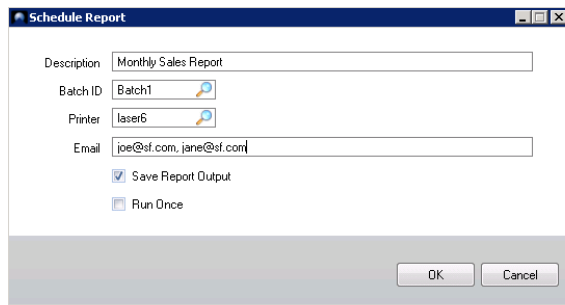 Schedule Report
Description Monthly Sales Report
Batch ID Batch1
Printer laser6
Email joe@sf.com, jane@sf.com
Save Report Output
Run Once
OK Cancel